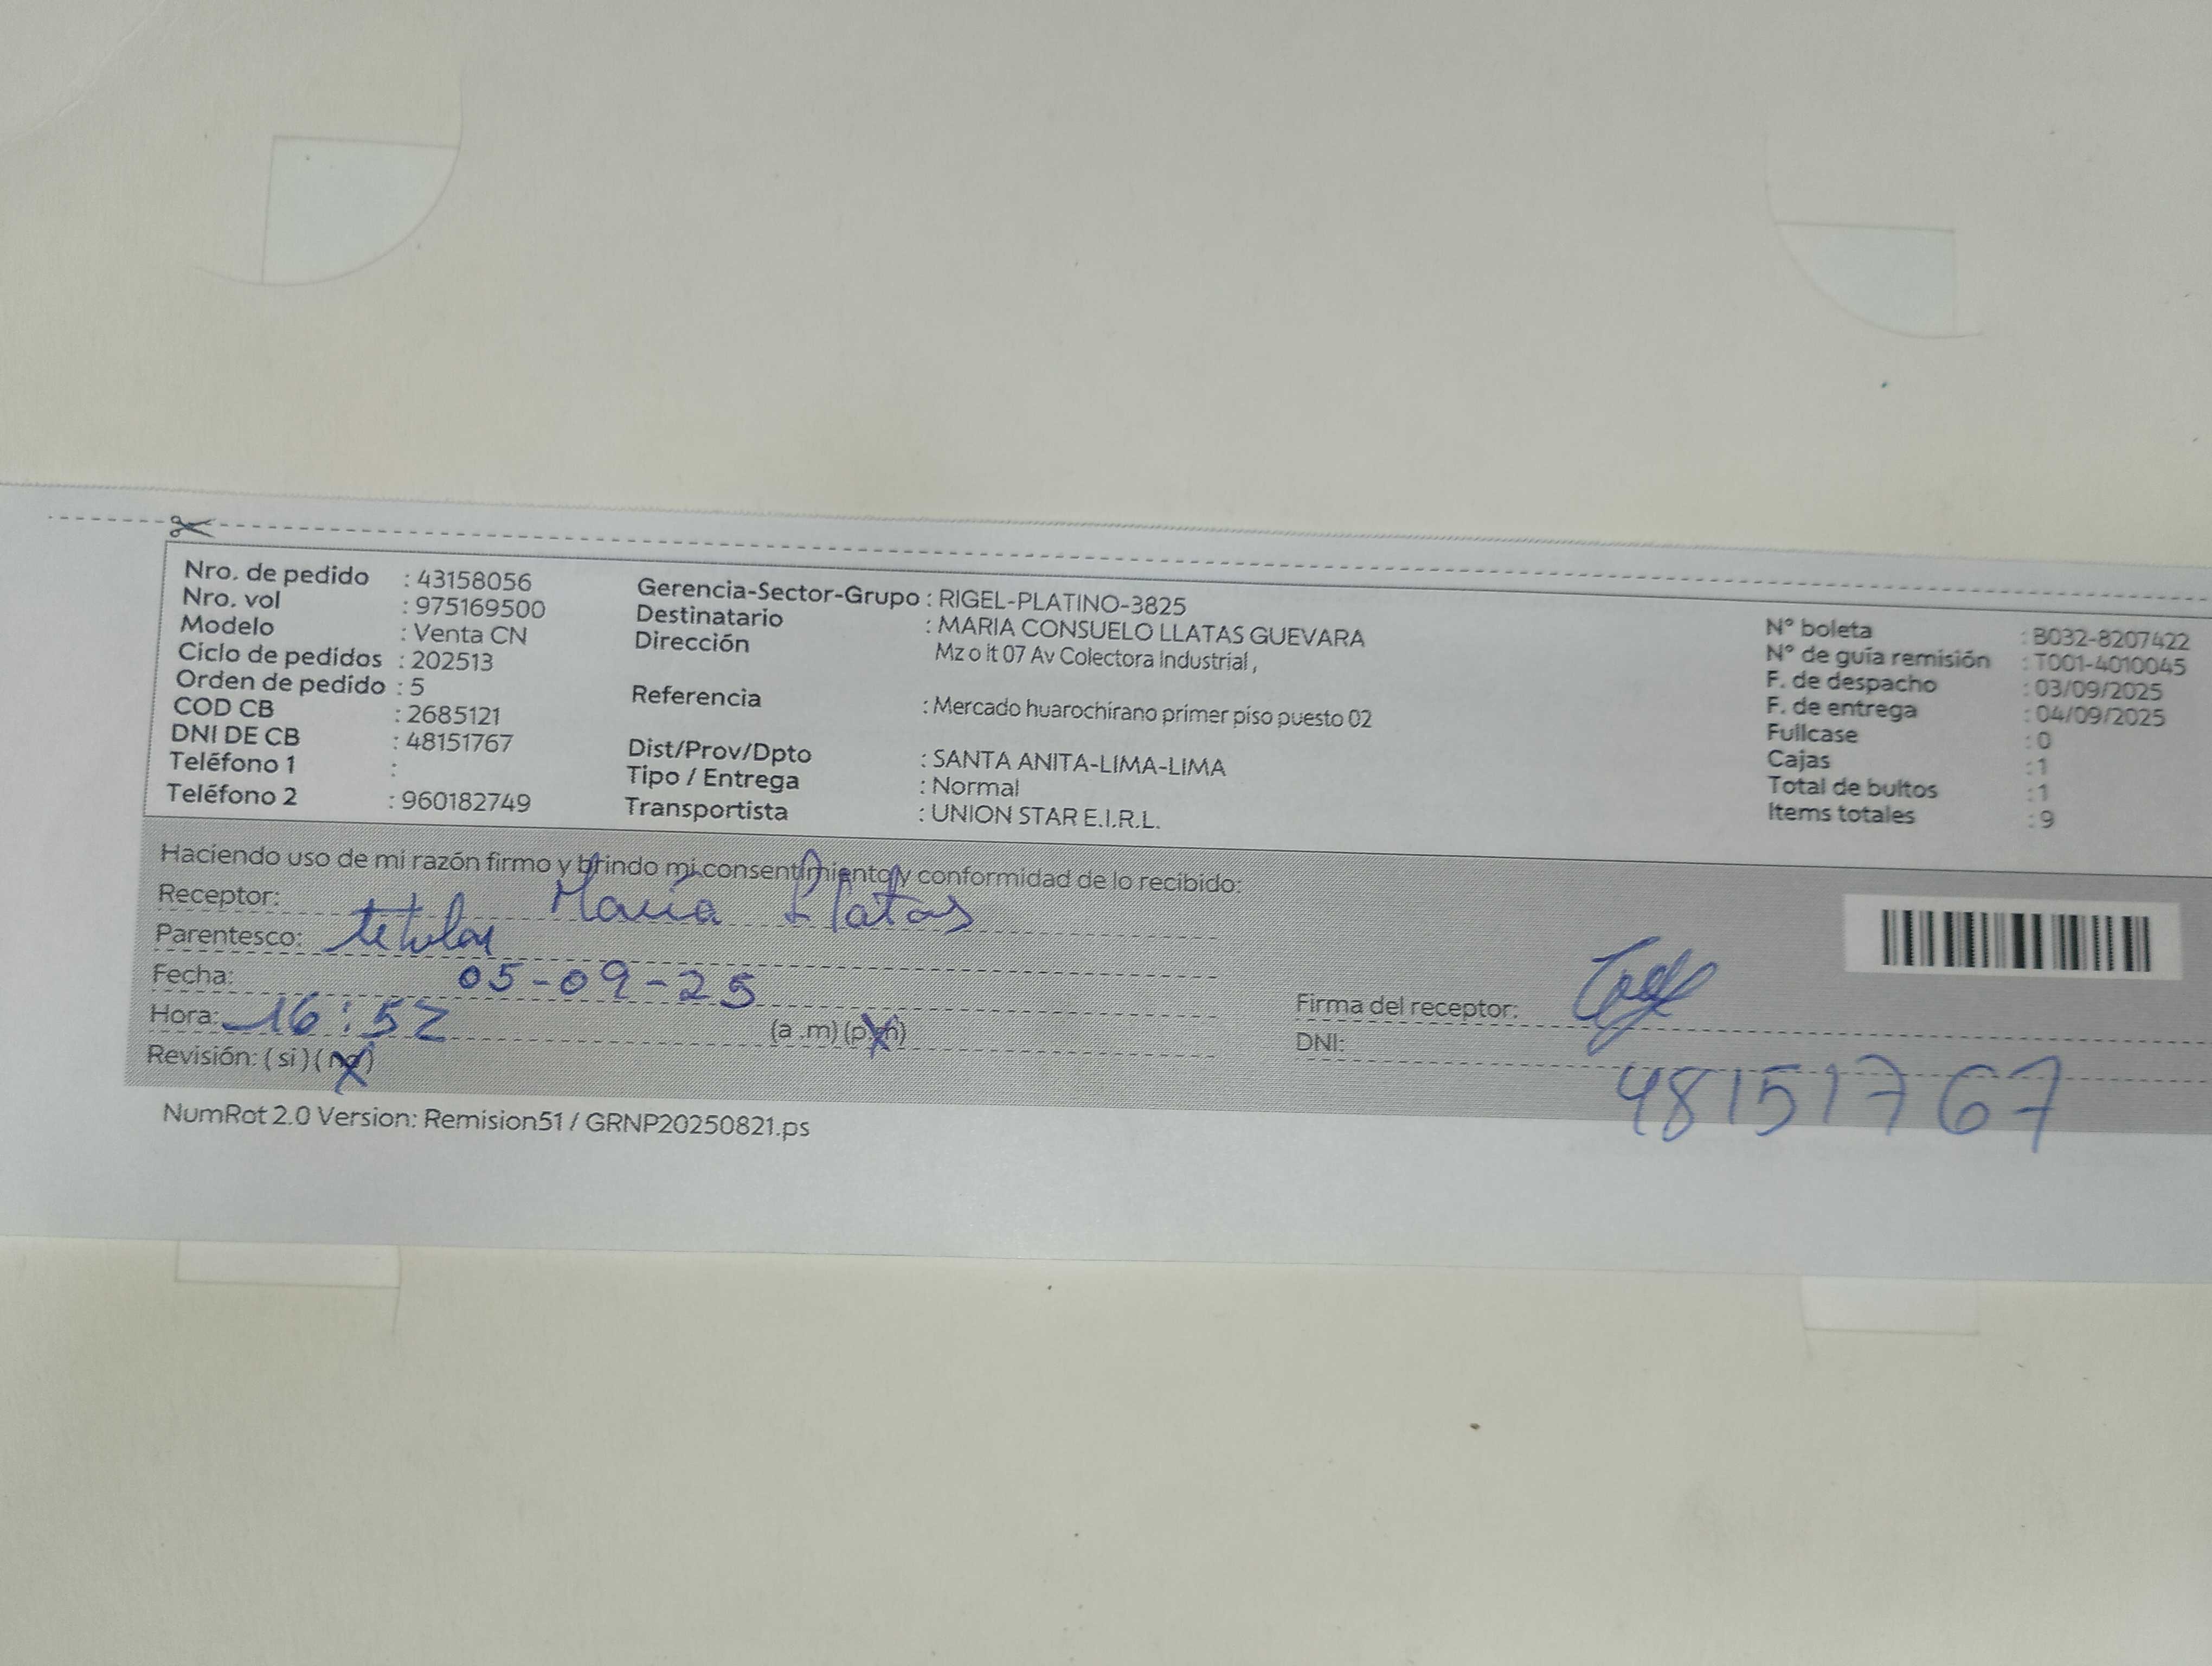 Nro. de pedido : 43158056
Nro. vol : 975169500
Modelo : Venta CN
Ciclo de pedidos : 202513
Orden de pedido : 5
COD CB : 2685121
DNI DE CB : 48151767
Teléfono 1 :
Teléfono 2 : 960182749
Gerencia-Sector-Grupo : RIGEL-PLATINO-3825
Destinatario : MARIA CONSUELO LLATAS GUEVARA
Dirección Mz o lt 07 Av Colectora Industrial ,
Referencia : Mercado huarochirano primer piso puesto 02
Dist/Prov/Dpto : SANTA ANITA-LIMA-LIMA
Tipo / Entrega : Normal
Transportista : UNION STAR E.I.R.L.
N° boleta : B032-8207422
N° de guía remisión : T001-4010045
F. de despacho : 03/09/2025
F. de entrega : 04/09/2025
Fullcase : 0
Cajas : 1
Total de bultos : 1
Items totales : 9
Haciendo uso de mi razón firmo y brindo mi consentimiento y conformidad de lo recibido:
Receptor: María Llatas
Parentesco: titular
Fecha: 05-09-25
Hora: 16:52 (a .m) (p.m)
Revisión: ( si ) ( no )
Firma del receptor:
DNI: 48151767
NumRot 2.0 Version: Remision51 / GRNP20250821.ps